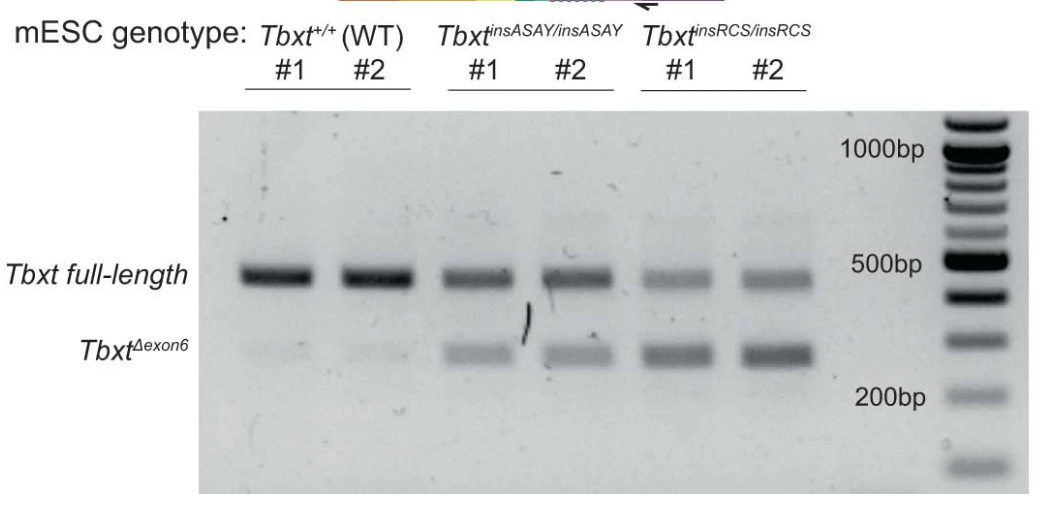 mESC genotype: Tbxt+/+ (WT) TbxtinsASAY/insASAY TbxtinsRCS/insRCS
#1 #2 #1 #2 #1 #2
1000bp
Tbxt full-length 500bp
TbxtΔexon6
200bp